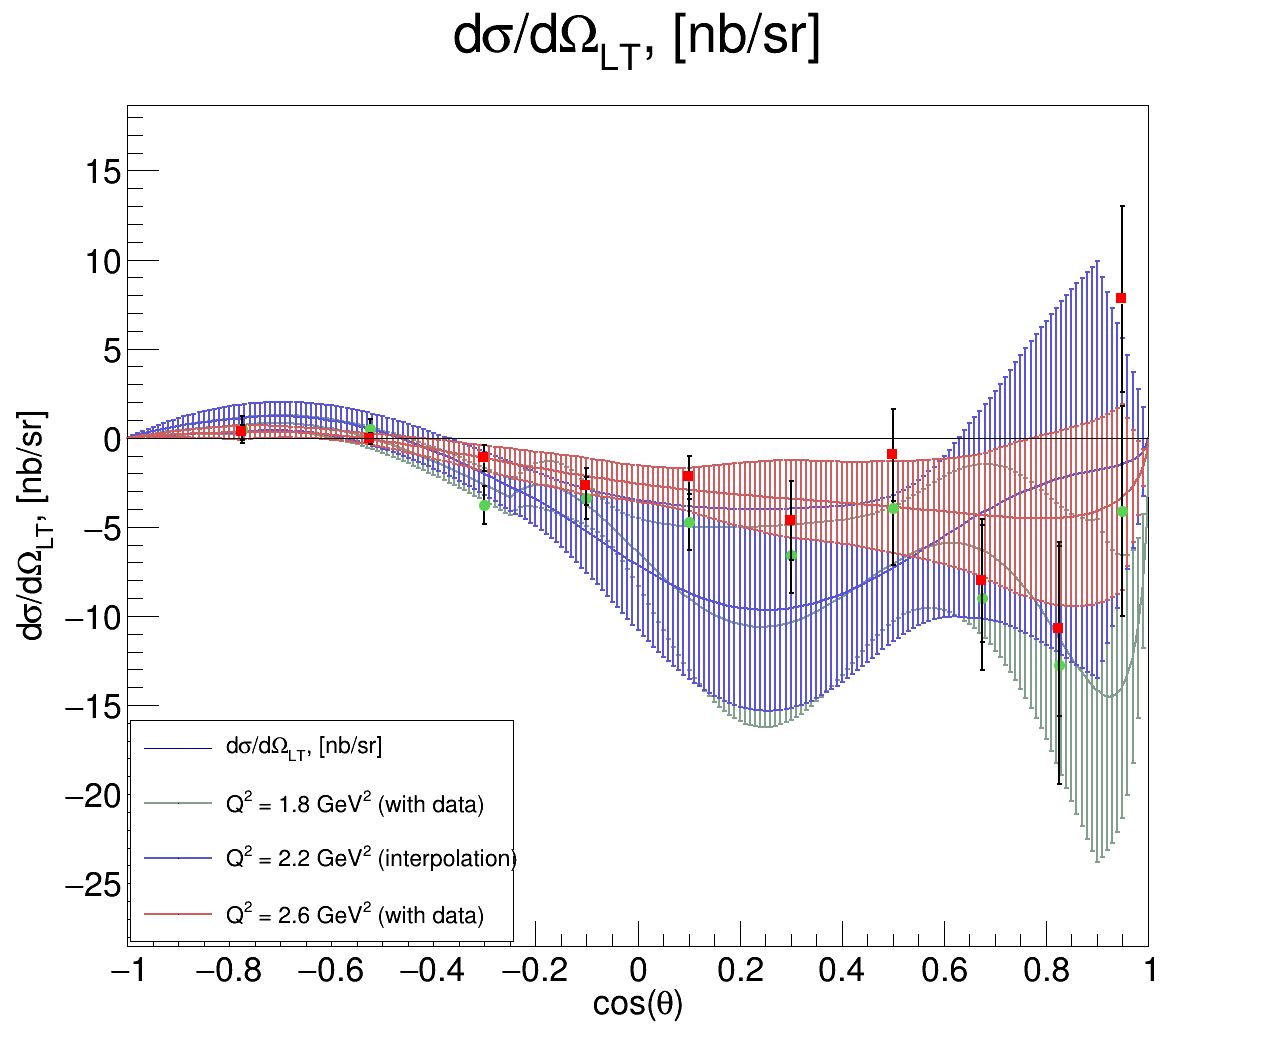 dσ/dΩ_LT, [nb/sr]
dσ/dΩ_LT, [nb/sr]
15
10
5
0
−5
−10
−15
−20
−25
dσ/dΩ_LT, [nb/sr]
Q² = 1.8 GeV² (with data)
Q² = 2.2 GeV² (interpolation)
Q² = 2.6 GeV² (with data)
−1 −0.8 −0.6 −0.4 −0.2 0 0.2 0.4 0.6 0.8 1
cos(θ)